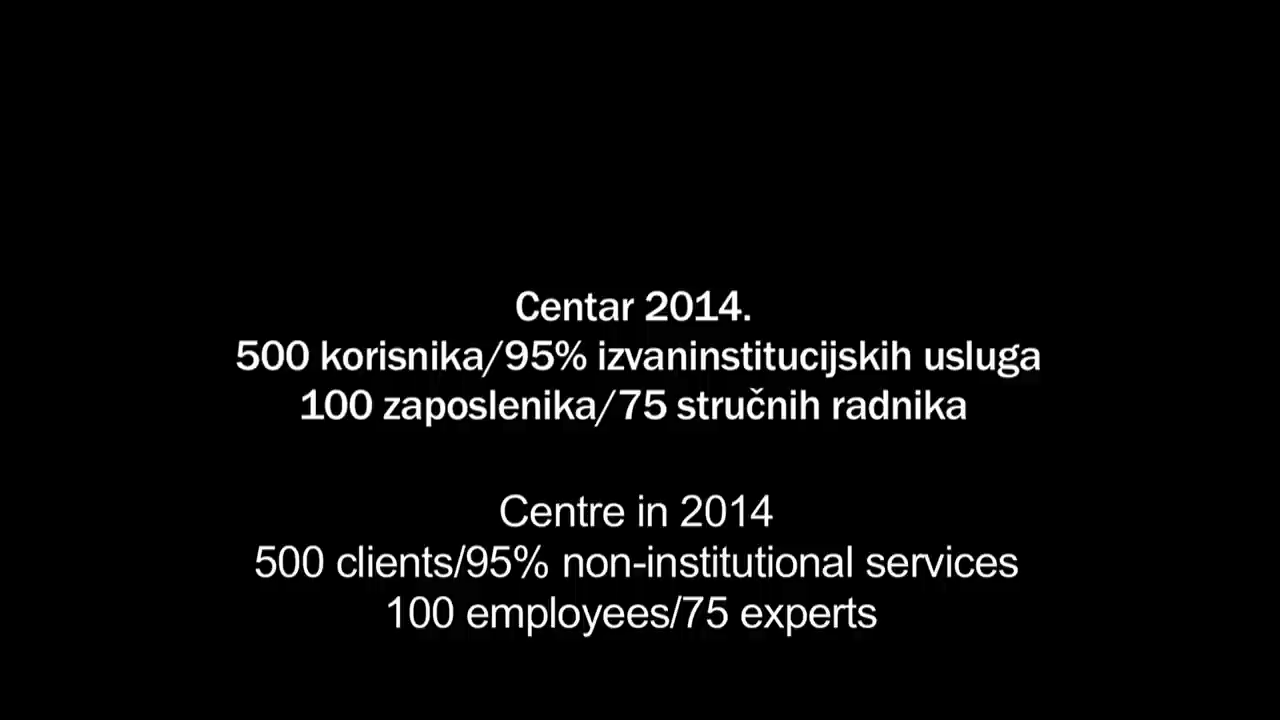 Centar 2014.
500 korisnika/95% izvaninstitucijskih usluga
100 zaposlenika/75 stručnih radnika
Centre in 2014
500 clients/95% non-institutional services
100 employees/75 experts